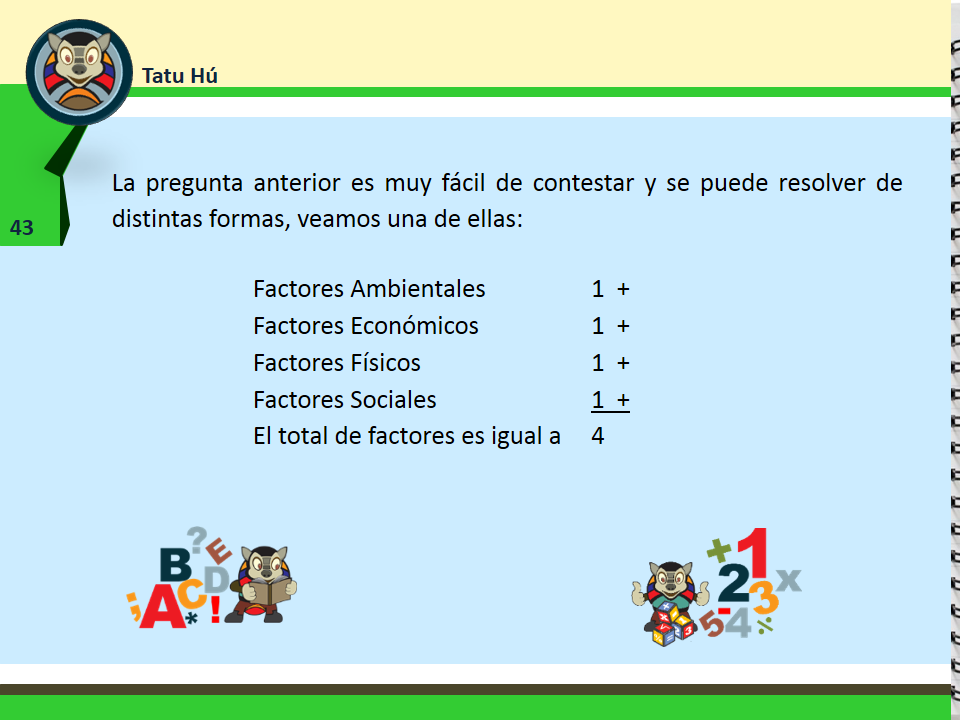 Tatu Hú
43
La pregunta anterior es muy fácil de contestar y se puede resolver de
distintas formas, veamos una de ellas:
Factores Ambientales 1 +
Factores Económicos 1 +
Factores Físicos 1 +
Factores Sociales 1 +
El total de factores es igual a 4
? E
B D
; A C * !
+ 1
2 3 x
- 5 4 ÷